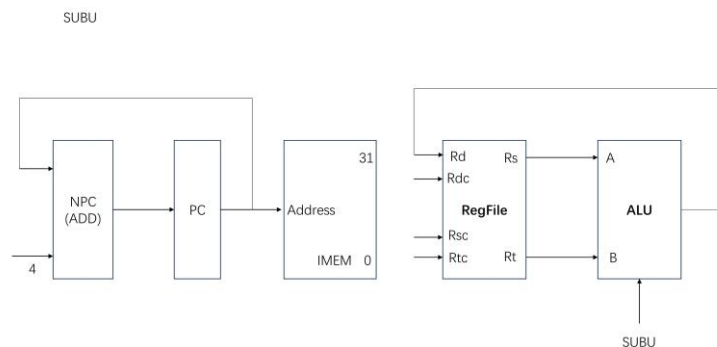 SUBU
NPC
(ADD)
4
PC
31
Address
IMEM 0
Rd
Rs
Rdc
RegFile
Rsc
Rtc
Rt
A
ALU
B
SUBU